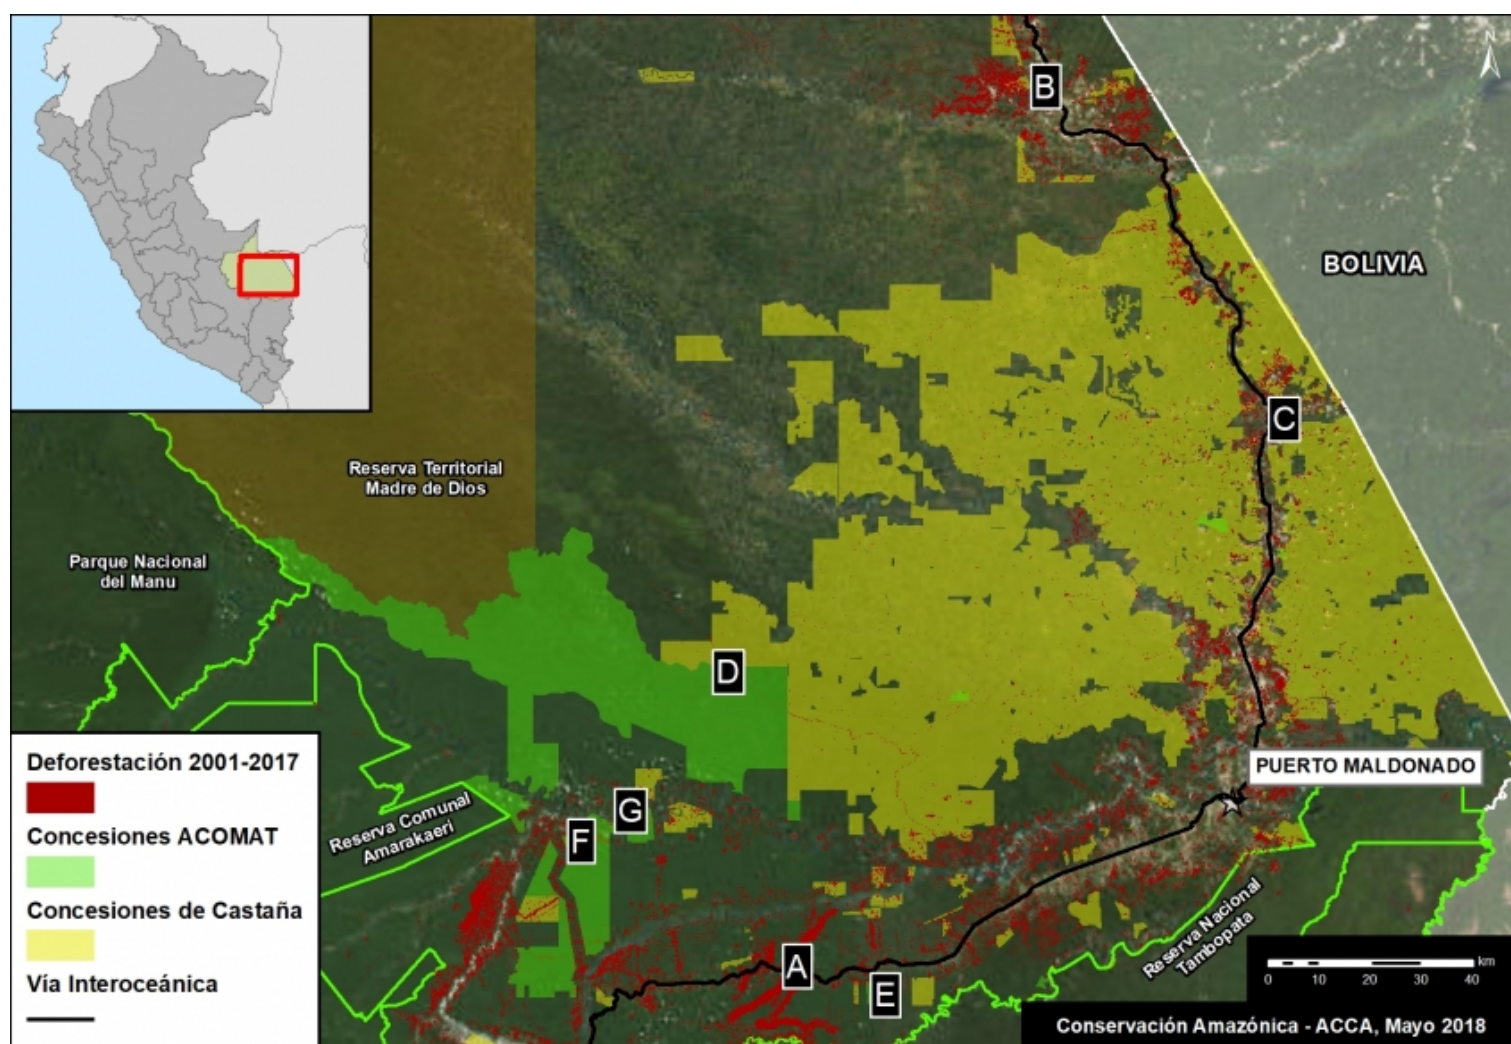 N
B
BOLIVIA
C
Reserva Territorial
Madre de Dios
Parque Nacional
del Manu
D
PUERTO MALDONADO
Deforestación 2001-2017
Concesiones ACOMAT
Concesiones de Castaña
Vía Interoceánica
Reserva Comunal
Amarakaeri
G
F
A
E
Reserva Nacional
Tambopata
km
0 10 20 40
Conservación Amazónica - ACCA, Mayo 2018